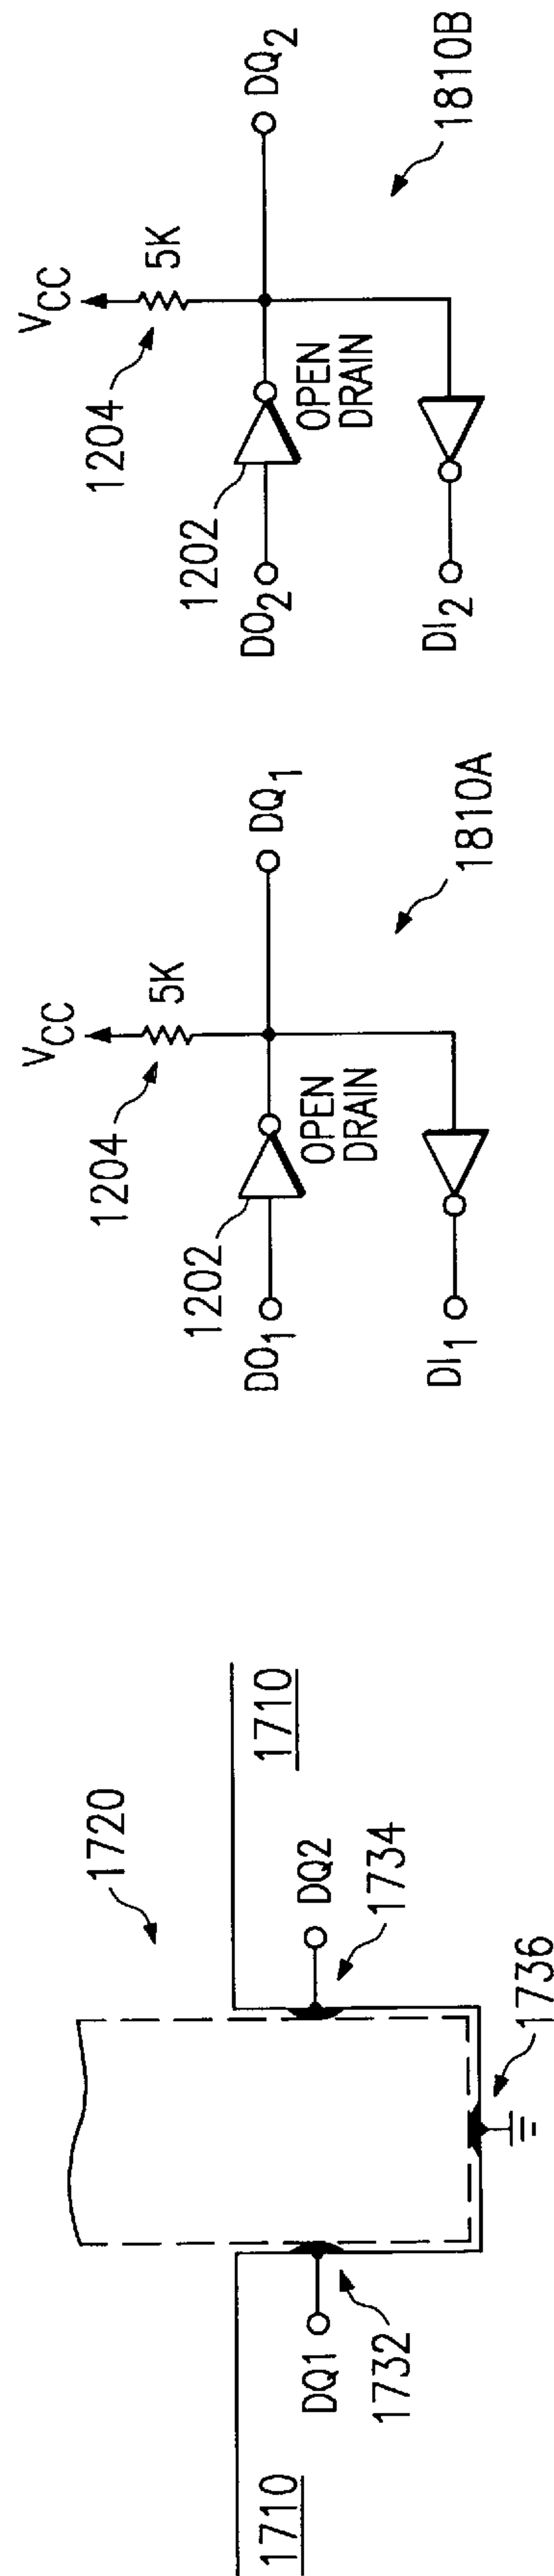 1720
1710
1710
DQ1
DQ2
1732
1734
1736
VCC
1204
5K
1202
DO1
DQ1
OPEN
DRAIN
DI1
1810A
VCC
1204
5K
1202
DO2
DQ2
OPEN
DRAIN
DI2
1810B